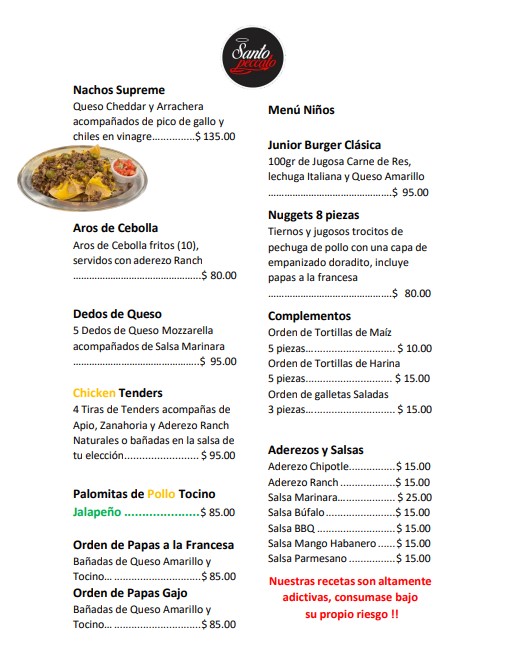 Santo
peccato
Nachos Supreme
Queso Cheddar y Arrachera
acompañados de pico de gallo y
chiles en vinagre……………$ 135.00
Aros de Cebolla
Aros de Cebolla fritos (10),
servidos con aderezo Ranch
……………………………………….$ 80.00
Dedos de Queso
5 Dedos de Queso Mozzarella
acompañados de Salsa Marinara
……………………………………….$ 95.00
Chicken Tenders
4 Tiras de Tenders acompañas de
Apio, Zanahoria y Aderezo Ranch
Naturales o bañadas en la salsa de
tu elección......................... $ 95.00
Palomitas de Pollo Tocino
Jalapeño ……………………$ 85.00
Orden de Papas a la Francesa
Bañadas de Queso Amarillo y
Tocino… ............................$ 85.00
Orden de Papas Gajo
Bañadas de Queso Amarillo y
Tocino… ............................$ 85.00
Menú Niños
Junior Burger Clásica
100gr de Jugosa Carne de Res,
lechuga Italiana y Queso Amarillo
……………………………………….$ 95.00
Nuggets 8 piezas
Tiernos y jugosos trocitos de
pechuga de pollo con una capa de
empanizado doradito, incluye
papas a la francesa
……………………………………….$ 80.00
Complementos
Orden de Tortillas de Maíz
5 piezas.............................. $ 10.00
Orden de Tortillas de Harina
5 piezas.............................. $ 15.00
Orden de galletas Saladas
3 piezas.............................. $ 15.00
Aderezos y Salsas
Aderezo Chipotle...............$ 15.00
Aderezo Ranch..................$ 15.00
Salsa Marinara................... $ 25.00
Salsa Búfalo.......................$ 15.00
Salsa BBQ ..........................$ 15.00
Salsa Mango Habanero ...... $ 15.00
Salsa Parmesano ................$ 15.00
Nuestras recetas son altamente
adictivas, consumase bajo
su propio riesgo !!